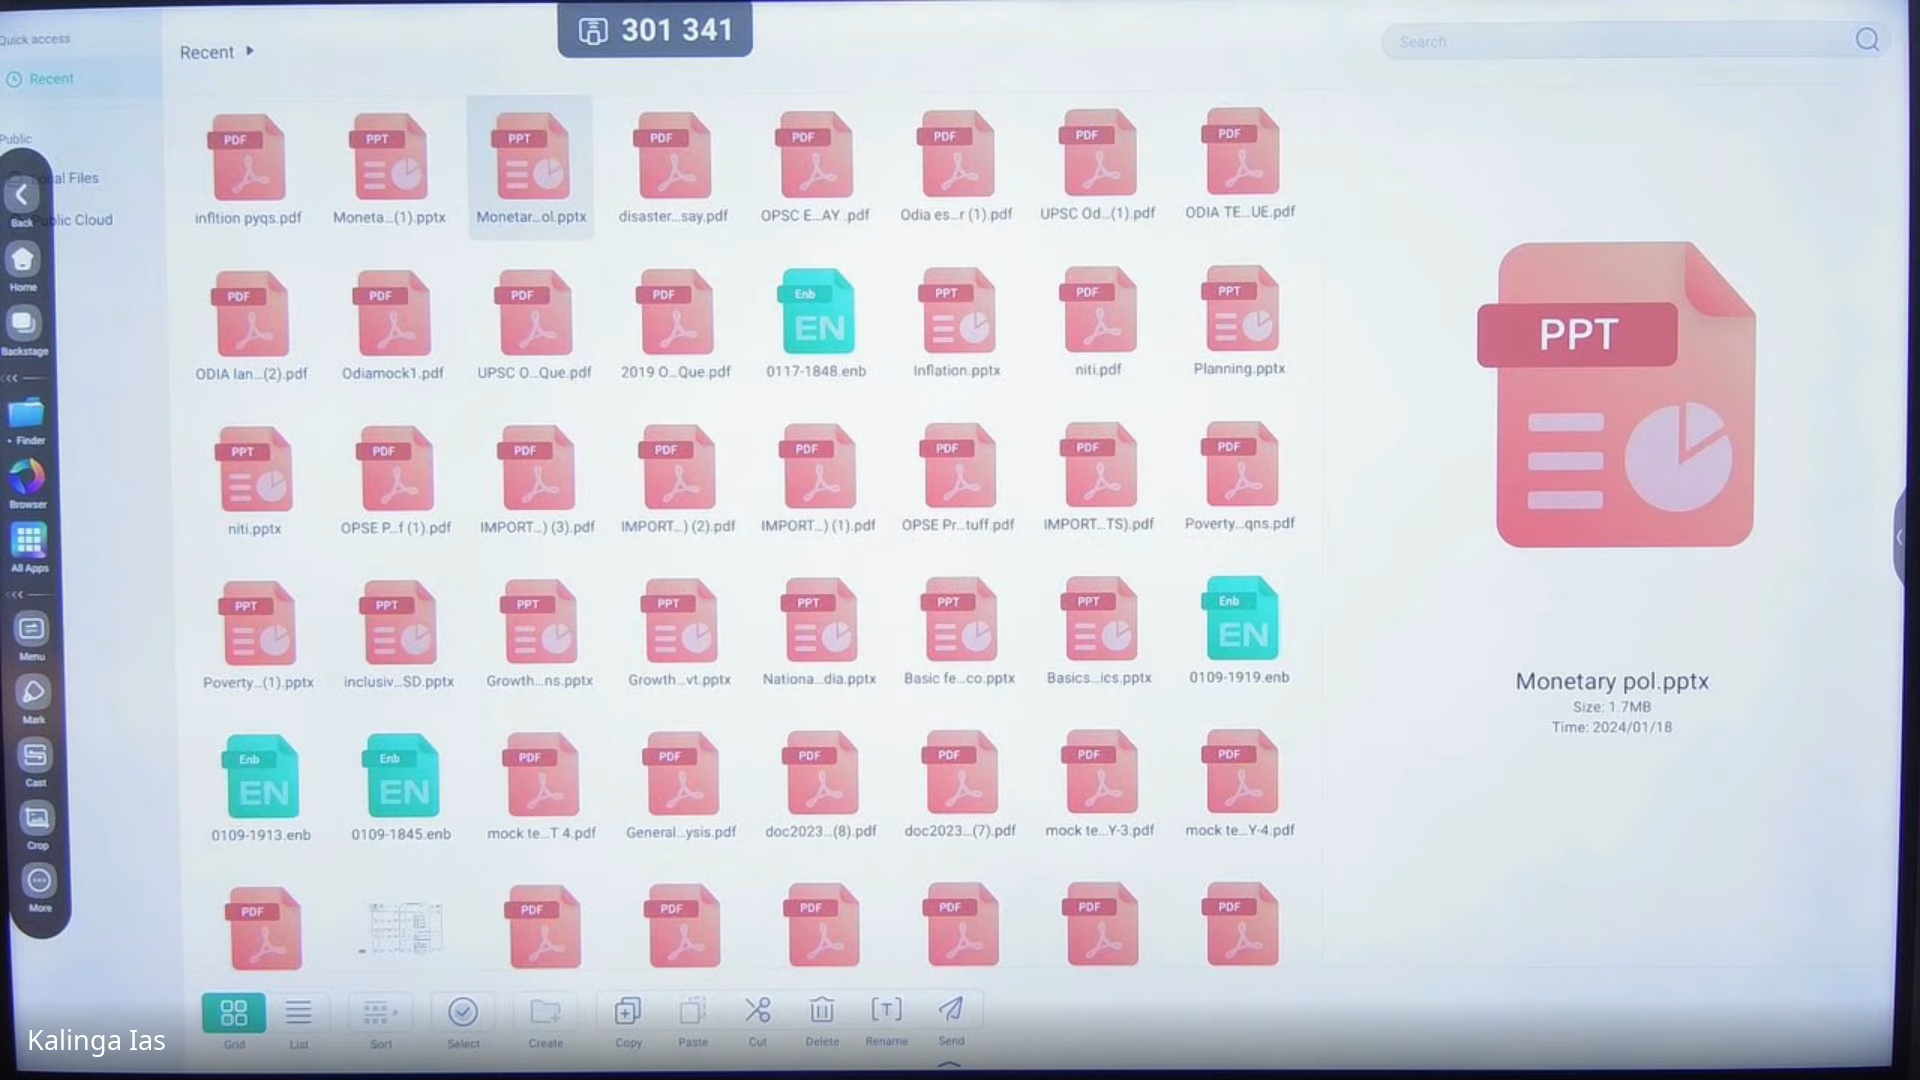 301 341
Quick access
Recent
Public
Local Files
Public Cloud
Back
Home
Backstage
Finder
Browser
All Apps
Menu
Mark
Cast
Crop
More
Recent
Search
PDF
PPT
PPT
PDF
PDF
PDF
PDF
PDF
infltion pyqs.pdf
Moneta...(1).pptx
Monetar...ol.pptx
disaster...say.pdf
OPSC E...AY .pdf
Odia es...r (1).pdf
UPSC Od...(1).pdf
ODIA TE...UE.pdf
PDF
PDF
PDF
PDF
Enb
EN
PPT
PDF
PPT
ODIA lan...(2).pdf
Odiamock1.pdf
UPSC O...Que.pdf
2019 O...Que.pdf
0117-1848.enb
Inflation.pptx
niti.pdf
Planning.pptx
PPT
PDF
PDF
PDF
PDF
PDF
PDF
PDF
niti.pptx
OPSE P...f (1).pdf
IMPORT...) (3).pdf
IMPORT...) (2).pdf
IMPORT...) (1).pdf
OPSE Pr...tuff.pdf
IMPORT...TS).pdf
Poverty...qns.pdf
PPT
PPT
PPT
PPT
PPT
PPT
PPT
Enb
EN
Poverty...(1).pptx
inclusiv...SD.pptx
Growth...ns.pptx
Growth...vt.pptx
Nationa...dia.pptx
Basic fe...co.pptx
Basics...ics.pptx
0109-1919.enb
Enb
EN
Enb
EN
PDF
PDF
PDF
PDF
PDF
PDF
0109-1913.enb
0109-1845.enb
mock te...T 4.pdf
General...ysis.pdf
doc2023...(8).pdf
doc2023...(7).pdf
mock te...Y-3.pdf
mock te...Y-4.pdf
PDF
PDF
PDF
PDF
PDF
PDF
PDF
PPT
Monetary pol.pptx
Size: 1.7MB
Time: 2024/01/18
Grid
List
Sort
Select
Create
Copy
Paste
Cut
Delete
Rename
Send
Kalinga Ias